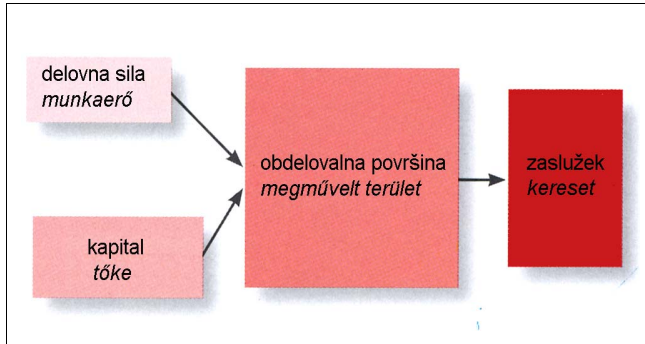 delovna sila
munkaerő
kapital
tőke
obdelovalna površina
megművelt terület
zaslužek
kereset